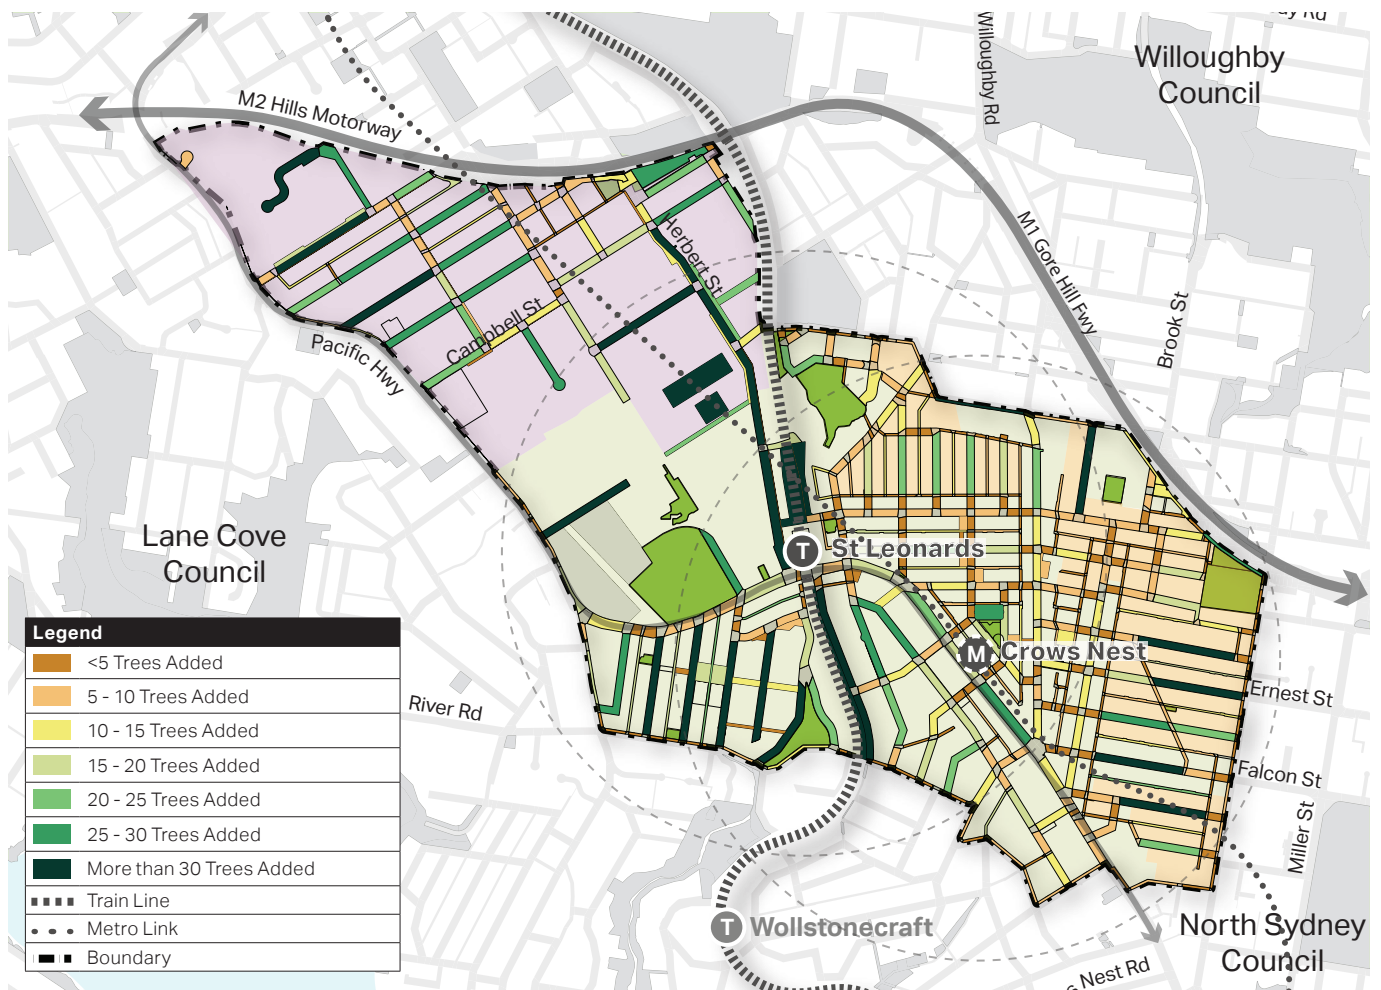 Willoughby Rd
Willoughby
Council
M2 Hills Motorway
M1 Gore Hill Fwy
Herbert St
Campbell St
Pacific Hwy
Brook St
Lane Cove
Council
T
St Leonards
M
Crows Nest
Ernest St
River Rd
Falcon St
Miller St
T
Wollstonecraft
North Sydney
Council
Nest Rd
Legend
<5 Trees Added
5 - 10 Trees Added
10 - 15 Trees Added
15 - 20 Trees Added
20 - 25 Trees Added
25 - 30 Trees Added
More than 30 Trees Added
Train Line
Metro Link
Boundary